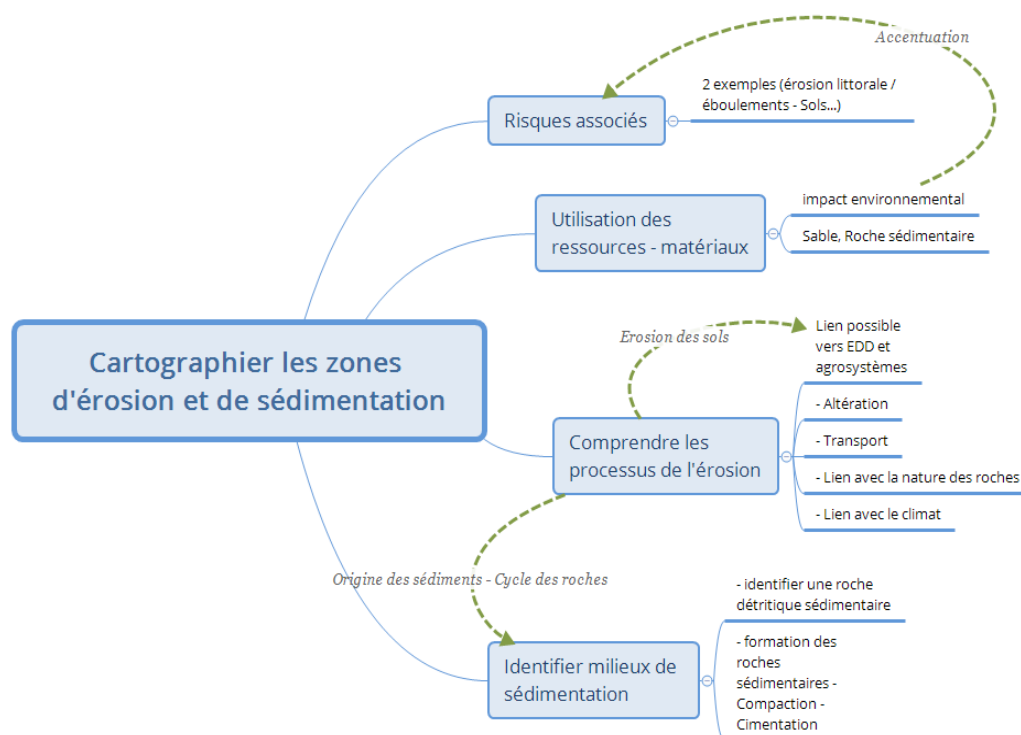 Accentuation
2 exemples (érosion littorale /
éboulements - Sols...)
Risques associés
Utilisation des
ressources - matériaux
impact environnemental
Sable, Roche sédimentaire
Cartographier les zones
d'érosion et de sédimentation
Erosion des sols
Lien possible
vers EDD et
agrosystèmes
- Altération
- Transport
- Lien avec la nature des roches
- Lien avec le climat
Comprendre les
processus de l'érosion
Origine des sédiments - Cycle des roches
Identifier milieux de
sédimentation
- identifier une roche
détritique sédimentaire
- formation des
roches
sédimentaires -
Compaction -
Cimentation